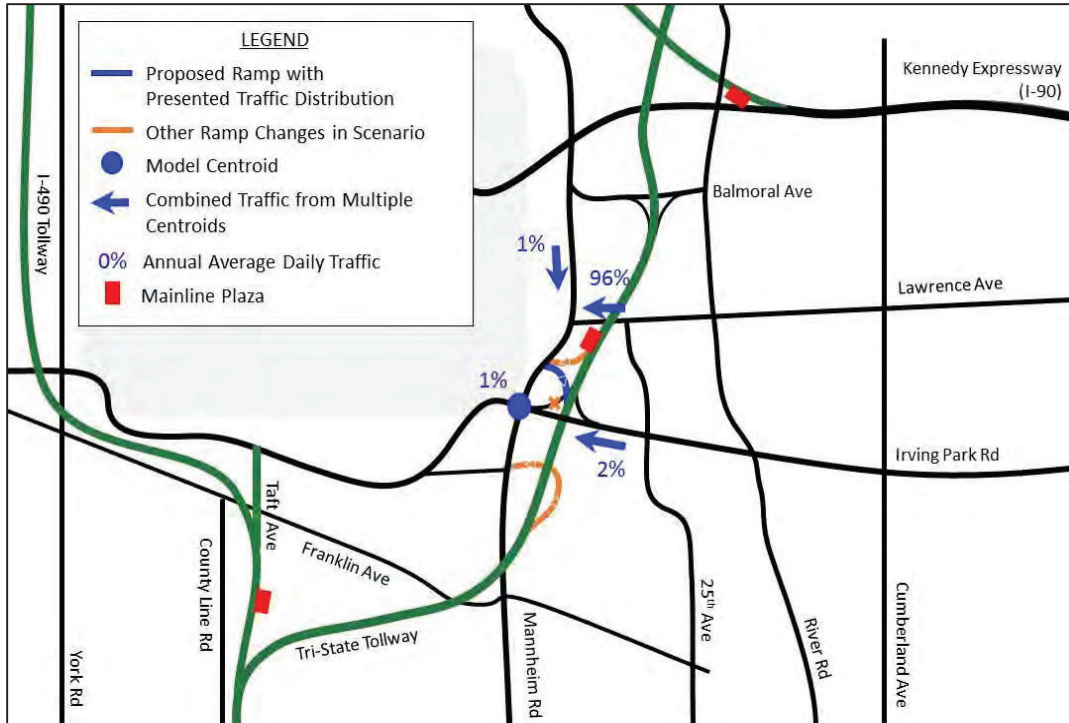 LEGEND
Proposed Ramp with
Presented Traffic Distribution
Other Ramp Changes in Scenario
Model Centroid
Combined Traffic from Multiple
Centroids
0% Annual Average Daily Traffic
Mainline Plaza
Kennedy Expressway
(I-90)
I-490 Tollway
Balmoral Ave
1%
96%
Lawrence Ave
1%
2%
Irving Park Rd
Taft Ave
County Line Rd
Franklin Ave
Tri-State Tollway
York Rd
Mannheim Rd
25th Ave
River Rd
Cumberland Ave